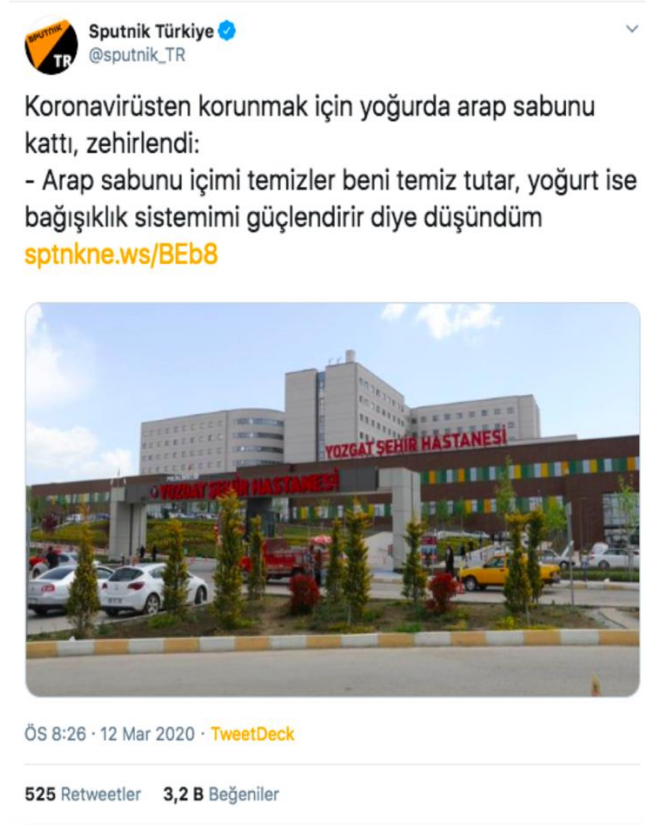 SPUTNIK
TR
Sputnik Türkiye
@sputnik_TR
Koronavirüsten korunmak için yoğurda arap sabunu
kattı, zehirlendi:
- Arap sabunu içimi temizler beni temiz tutar, yoğurt ise
bağışıklık sistemimi güçlendirir diye düşündüm
sptnkne.ws/BEb8
YOZGAT ŞEHİR HASTANESİ
YOZGAT ŞEHİR HASTANESİ
ÖS 8:26 · 12 Mar 2020 · TweetDeck
525 Retweetler 3,2 B Beğeniler